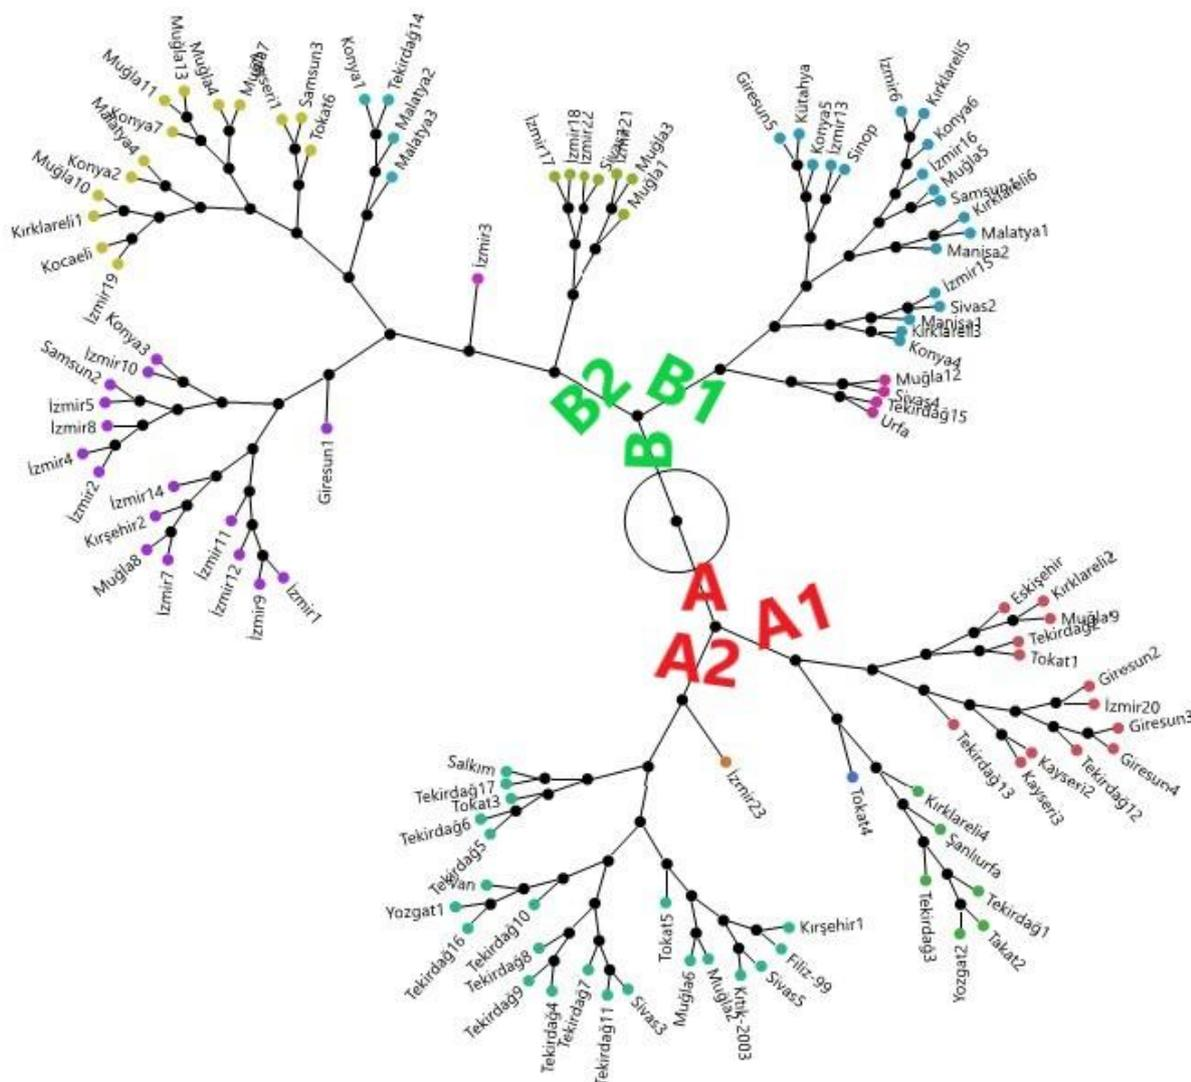 Muğla11
Muğla13
Muğla4
Samsun3
Tokat6
Konya1
Tekirdağ14
Malatya2
Malatya3
Konya7
Malatya4
Konya2
Muğla10
Kırklareli1
Kocaeli
İzmir19
İzmir3
İzmir17
İzmir18
İzmir22
İzmir21
Muğla3
Muğla1
Giresun5
Kütahya
Konya5
İzmir13
Sinop
İzmir6
Kırklareli5
Konya6
İzmir16
Muğla5
Kırklareli6
Malatya1
Manisa2
İzmir15
Sivas2
Manisa1
Kırklareli3
Konya4
Muğla12
Sivas4
Tekirdağ15
Urfa
B2
B1
B
Konya3
İzmir10
Samsun2
İzmir5
İzmir8
İzmir4
İzmir2
İzmir14
Kırşehir2
Muğla8
İzmir7
İzmir11
İzmir12
İzmir9
İzmir1
Giresun1
A
A1
A2
Eskişehir
Kırklareli2
Muğla9
Tekirdağ2
Tokat1
Giresun2
İzmir20
Giresun3
Giresun4
Tekirdağ12
Kayseri2
Kayseri3
Tekirdağ13
Tokat4
Kırklareli4
Şanlıurfa
Tekirdağ1
Takat2
Yozgat2
Tekirdağ3
İzmir23
Salkım
Tekirdağ17
Tokat3
Tekirdağ6
Tekirdağ5
Van
Yozgat1
Tekirdağ16
Tekirdağ10
Tekirdağ8
Tekirdağ9
Tekirdağ4
Tekirdağ7
Tekirdağ11
Sivas3
Tokat5
Muğla6
Muğla2
Kıtık-2003
Sivas5
Filiz-99
Kırşehir1